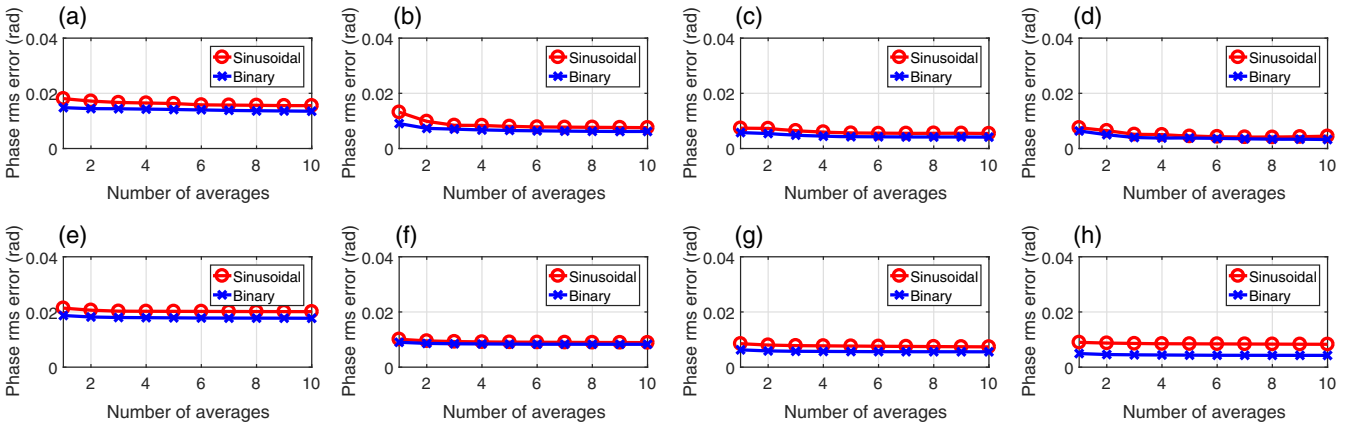 (a)
Phase rms error (rad)
0.04
0.02
0
Sinusoidal
Binary
2 4 6 8 10
Number of averages
(b)
Phase rms error (rad)
0.04
0.02
0
Sinusoidal
Binary
2 4 6 8 10
Number of averages
(c)
Phase rms error (rad)
0.04
0.02
0
Sinusoidal
Binary
2 4 6 8 10
Number of averages
(d)
Phase rms error (rad)
0.04
0.02
0
Sinusoidal
Binary
2 4 6 8 10
Number of averages
(e)
Phase rms error (rad)
0.04
0.02
0
Sinusoidal
Binary
2 4 6 8 10
Number of averages
(f)
Phase rms error (rad)
0.04
0.02
0
Sinusoidal
Binary
2 4 6 8 10
Number of averages
(g)
Phase rms error (rad)
0.04
0.02
0
Sinusoidal
Binary
2 4 6 8 10
Number of averages
(h)
Phase rms error (rad)
0.04
0.02
0
Sinusoidal
Binary
2 4 6 8 10
Number of averages